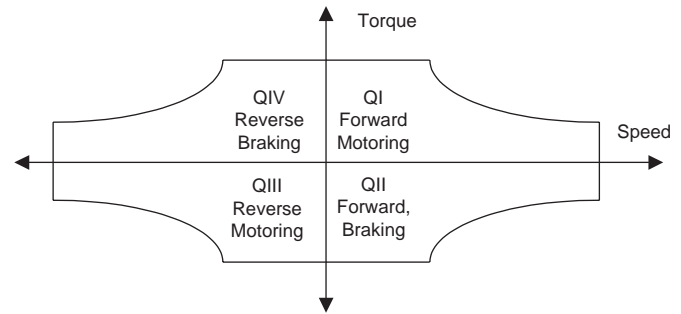 Torque
QIV
Reverse
Braking
QI
Forward
Motoring
Speed
QIII
Reverse
Motoring
QII
Forward,
Braking